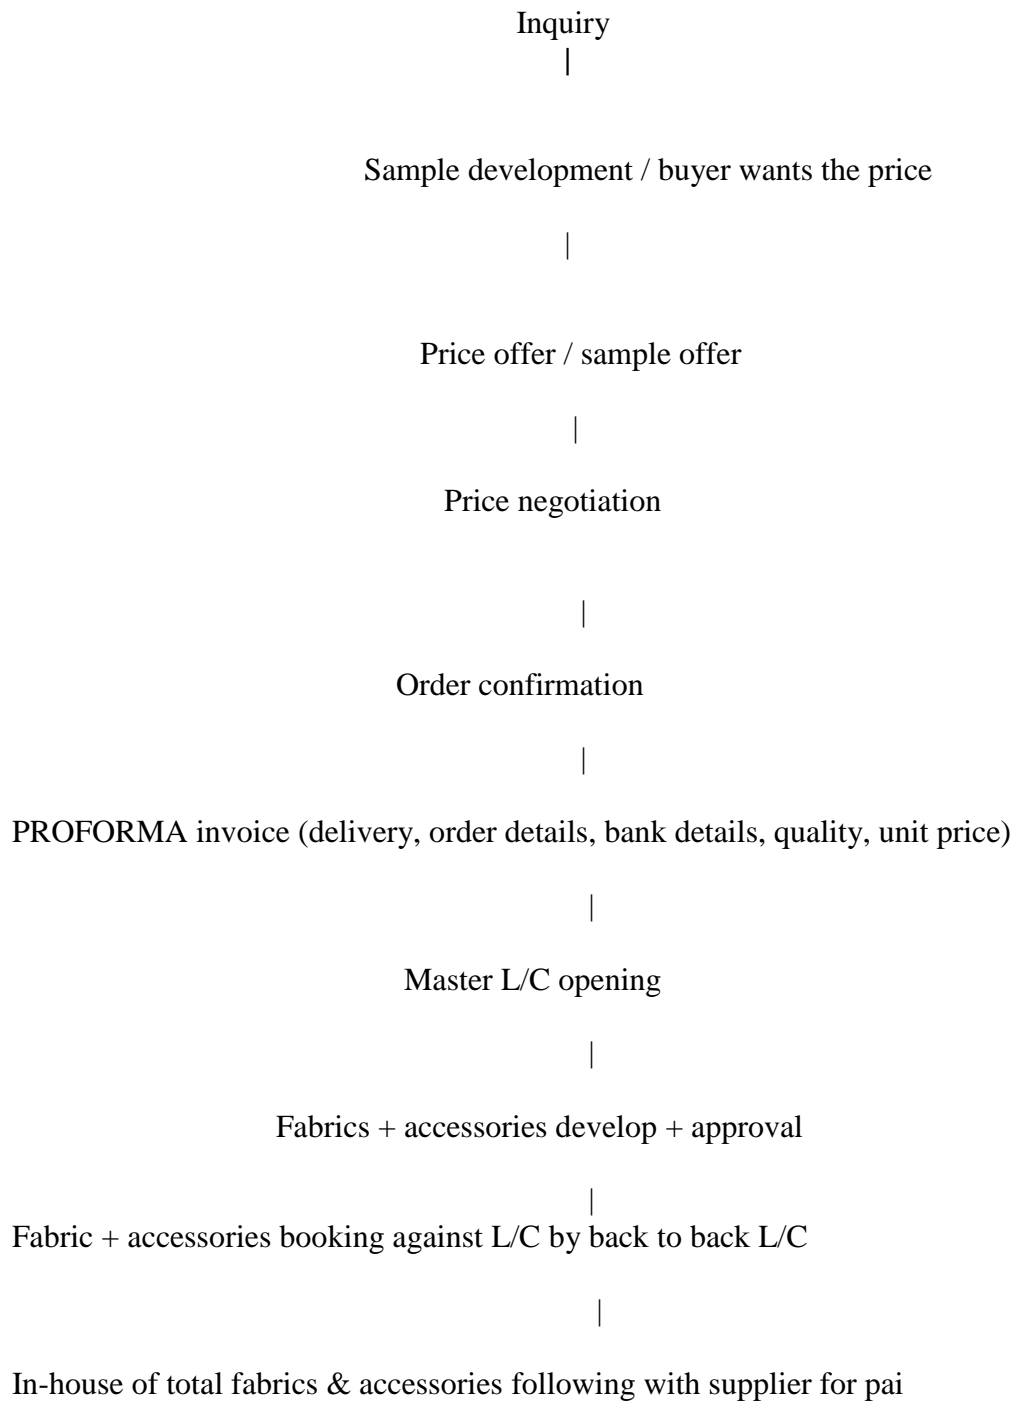 Inquiry
|
Sample development / buyer wants the price
|
Price offer / sample offer
|
Price negotiation
|
Order confirmation
|
PROFORMA invoice (delivery, order details, bank details, quality, unit price)
|
Master L/C opening
|
Fabrics + accessories develop + approval
|
Fabric + accessories booking against L/C by back to back L/C
|
In-house of total fabrics & accessories following with supplier for pai